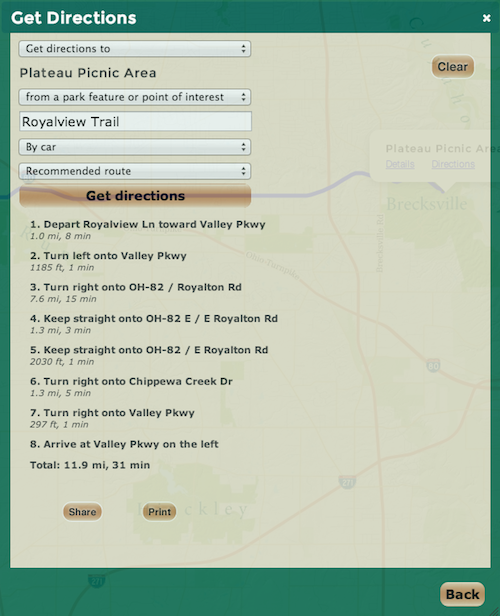 Get Directions
Get directions to
Plateau Picnic Area
Clear
from a park feature or point of interest
Royalview Trail
By car
Plateau Picnic Area
Details Directions
Recommended route
Get directions
Brecksville
1. Depart Royalview Ln toward Valley Pkwy
1.0 mi, 8 min
2. Turn left onto Valley Pkwy
1185 ft, 1 min
3. Turn right onto OH-82 / Royalton Rd
7.6 mi, 15 min
4. Keep straight onto OH-82 E / E Royalton Rd
1.3 mi, 3 min
5. Keep straight onto OH-82 / E Royalton Rd
2030 ft, 1 min
6. Turn right onto Chippewa Creek Dr
1.3 mi, 5 min
7. Turn right onto Valley Pkwy
297 ft, 1 min
8. Arrive at Valley Pkwy on the left
Total: 11.9 mi, 31 min
Share
Print
Back